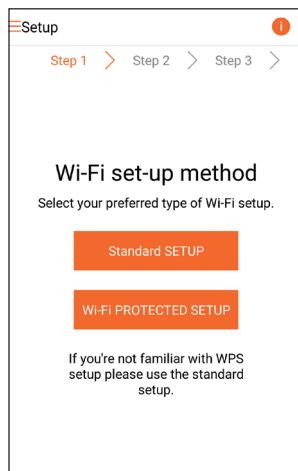 Setup
i
Step 1 Step 2 Step 3
Wi-Fi set-up method
Select your preferred type of Wi-Fi setup.
Standard SETUP
Wi-Fi PROTECTED SETUP
If you're not familiar with WPS
setup please use the standard
setup.